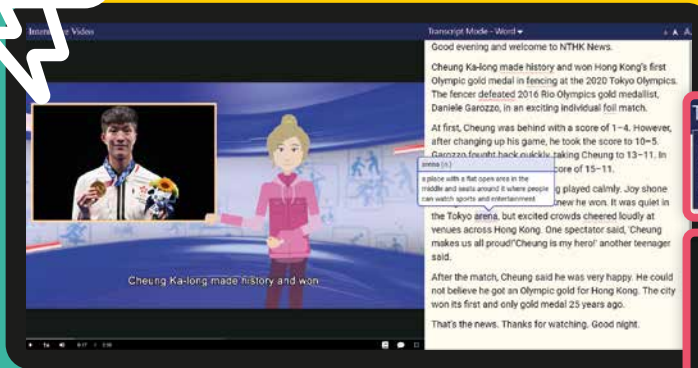 Interactive Video
Transcript Mode - Word
A A A
Good evening and welcome to NTHK News.
Cheung Ka-long made history and won Hong Kong's first
Olympic gold medal in fencing at the 2020 Tokyo Olympics.
The fencer defeated 2016 Rio Olympics gold medallist,
Daniele Garozzo, in an exciting individual foil match.
At first, Cheung was behind with a score of 1–4. However,
after changing up his game, he took the score to 10–5.
Garozzo fought back quickly, taking Cheung to 13–11. In
core of 15–11.
arena (n.)
a place with a flat open area in the
middle and seats around it where people
can watch sports and entertainment
g played calmly. Joy shone
new he won. It was quiet in
the Tokyo arena, but excited crowds cheered loudly at
venues across Hong Kong. One spectator said, 'Cheung
makes us all proud!' 'Cheung is my hero!' another teenager
said.
After the match, Cheung said he was very happy. He could
not believe he got an Olympic gold for Hong Kong. The city
won its first and only gold medal 25 years ago.
That's the news. Thanks for watching. Good night.
Cheung Ka-long made history and won
0:17